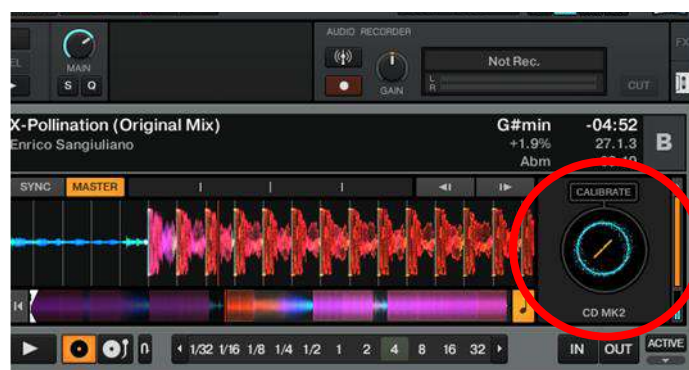 AUDIO RECORDER
FX
EL
MAIN
Not Rec.
L
R
S Q
GAIN
CUT
X-Pollination (Original Mix)
G#min
-04:52
Enrico Sangiuliano
+1.9%
27.1.3
B
Abm
SYNC
MASTER
CALIBRATE
CD MK2
1/32 1/16 1/8 1/4 1/2 1 2 4 8 16 32
IN OUT
ACTIVE